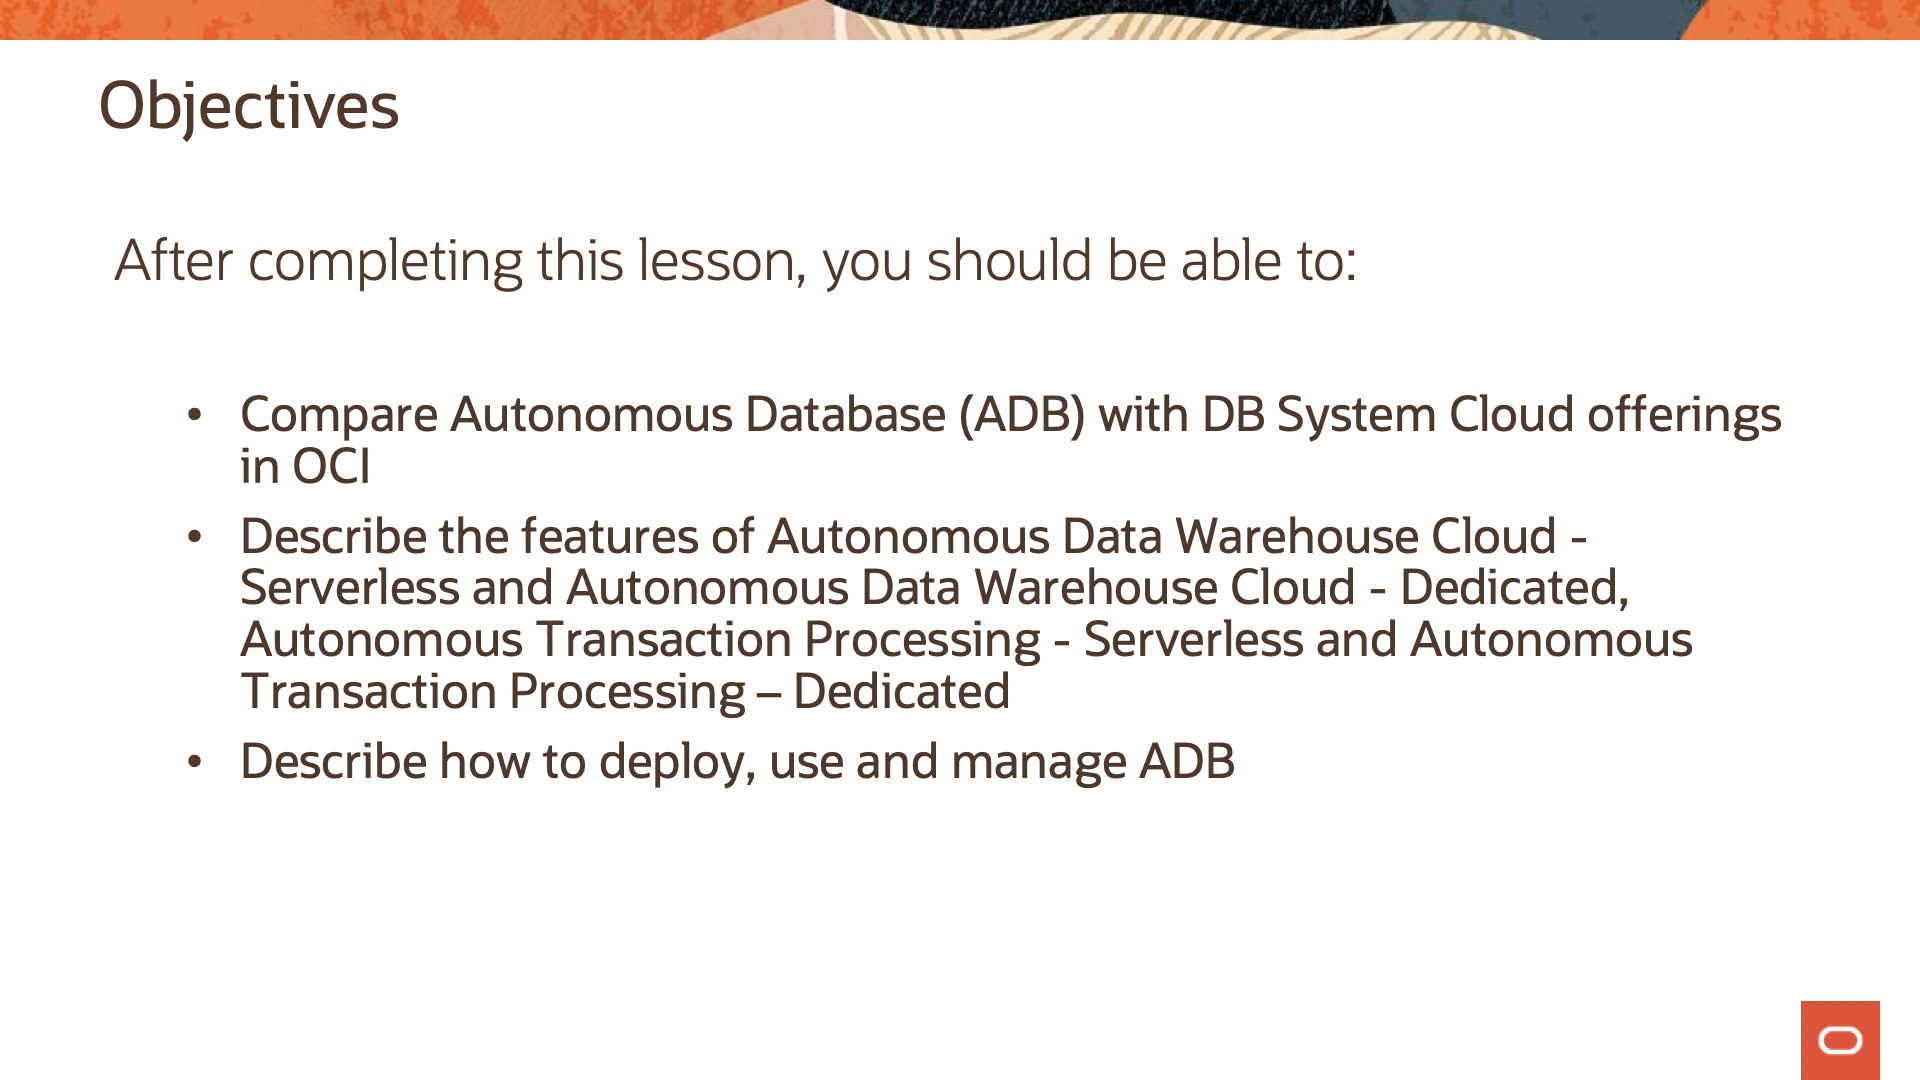 Objectives
After completing this lesson, you should be able to:
• Compare Autonomous Database (ADB) with DB System Cloud offerings
in OCI
• Describe the features of Autonomous Data Warehouse Cloud -
Serverless and Autonomous Data Warehouse Cloud - Dedicated,
Autonomous Transaction Processing - Serverless and Autonomous
Transaction Processing – Dedicated
• Describe how to deploy, use and manage ADB